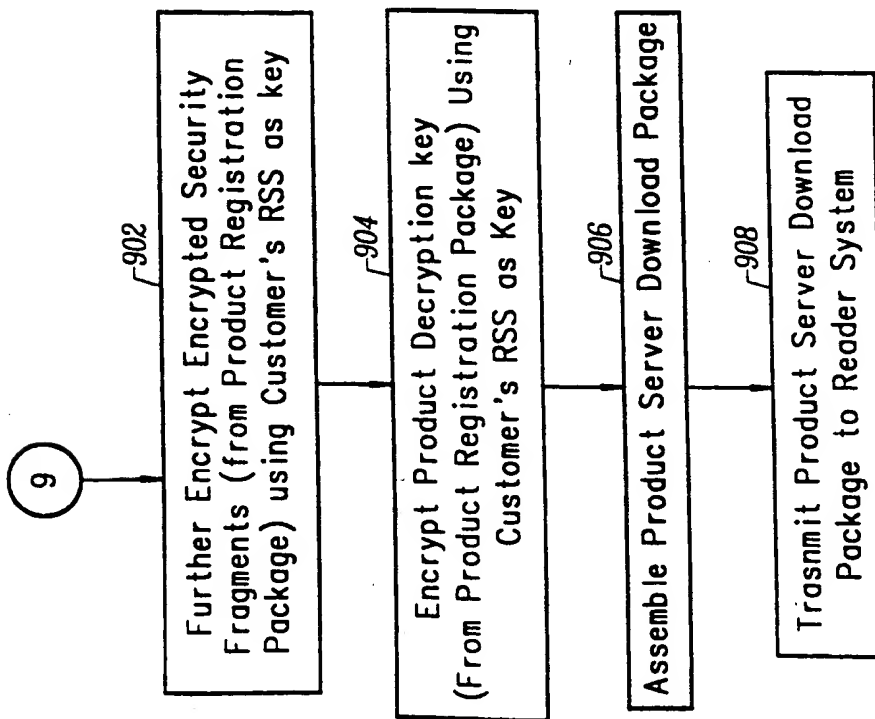 9
902
Further Encrypt Encrypted Security
Fragments (from Product Registration
Package) using Customer's RSS as key
904
Encrypt Product Decryption key
(From Product Registration Package) Using
Customer's RSS as Key
906
Assemble Product Server Download Package
908
Trasnmit Product Server Download
Package to Reader System